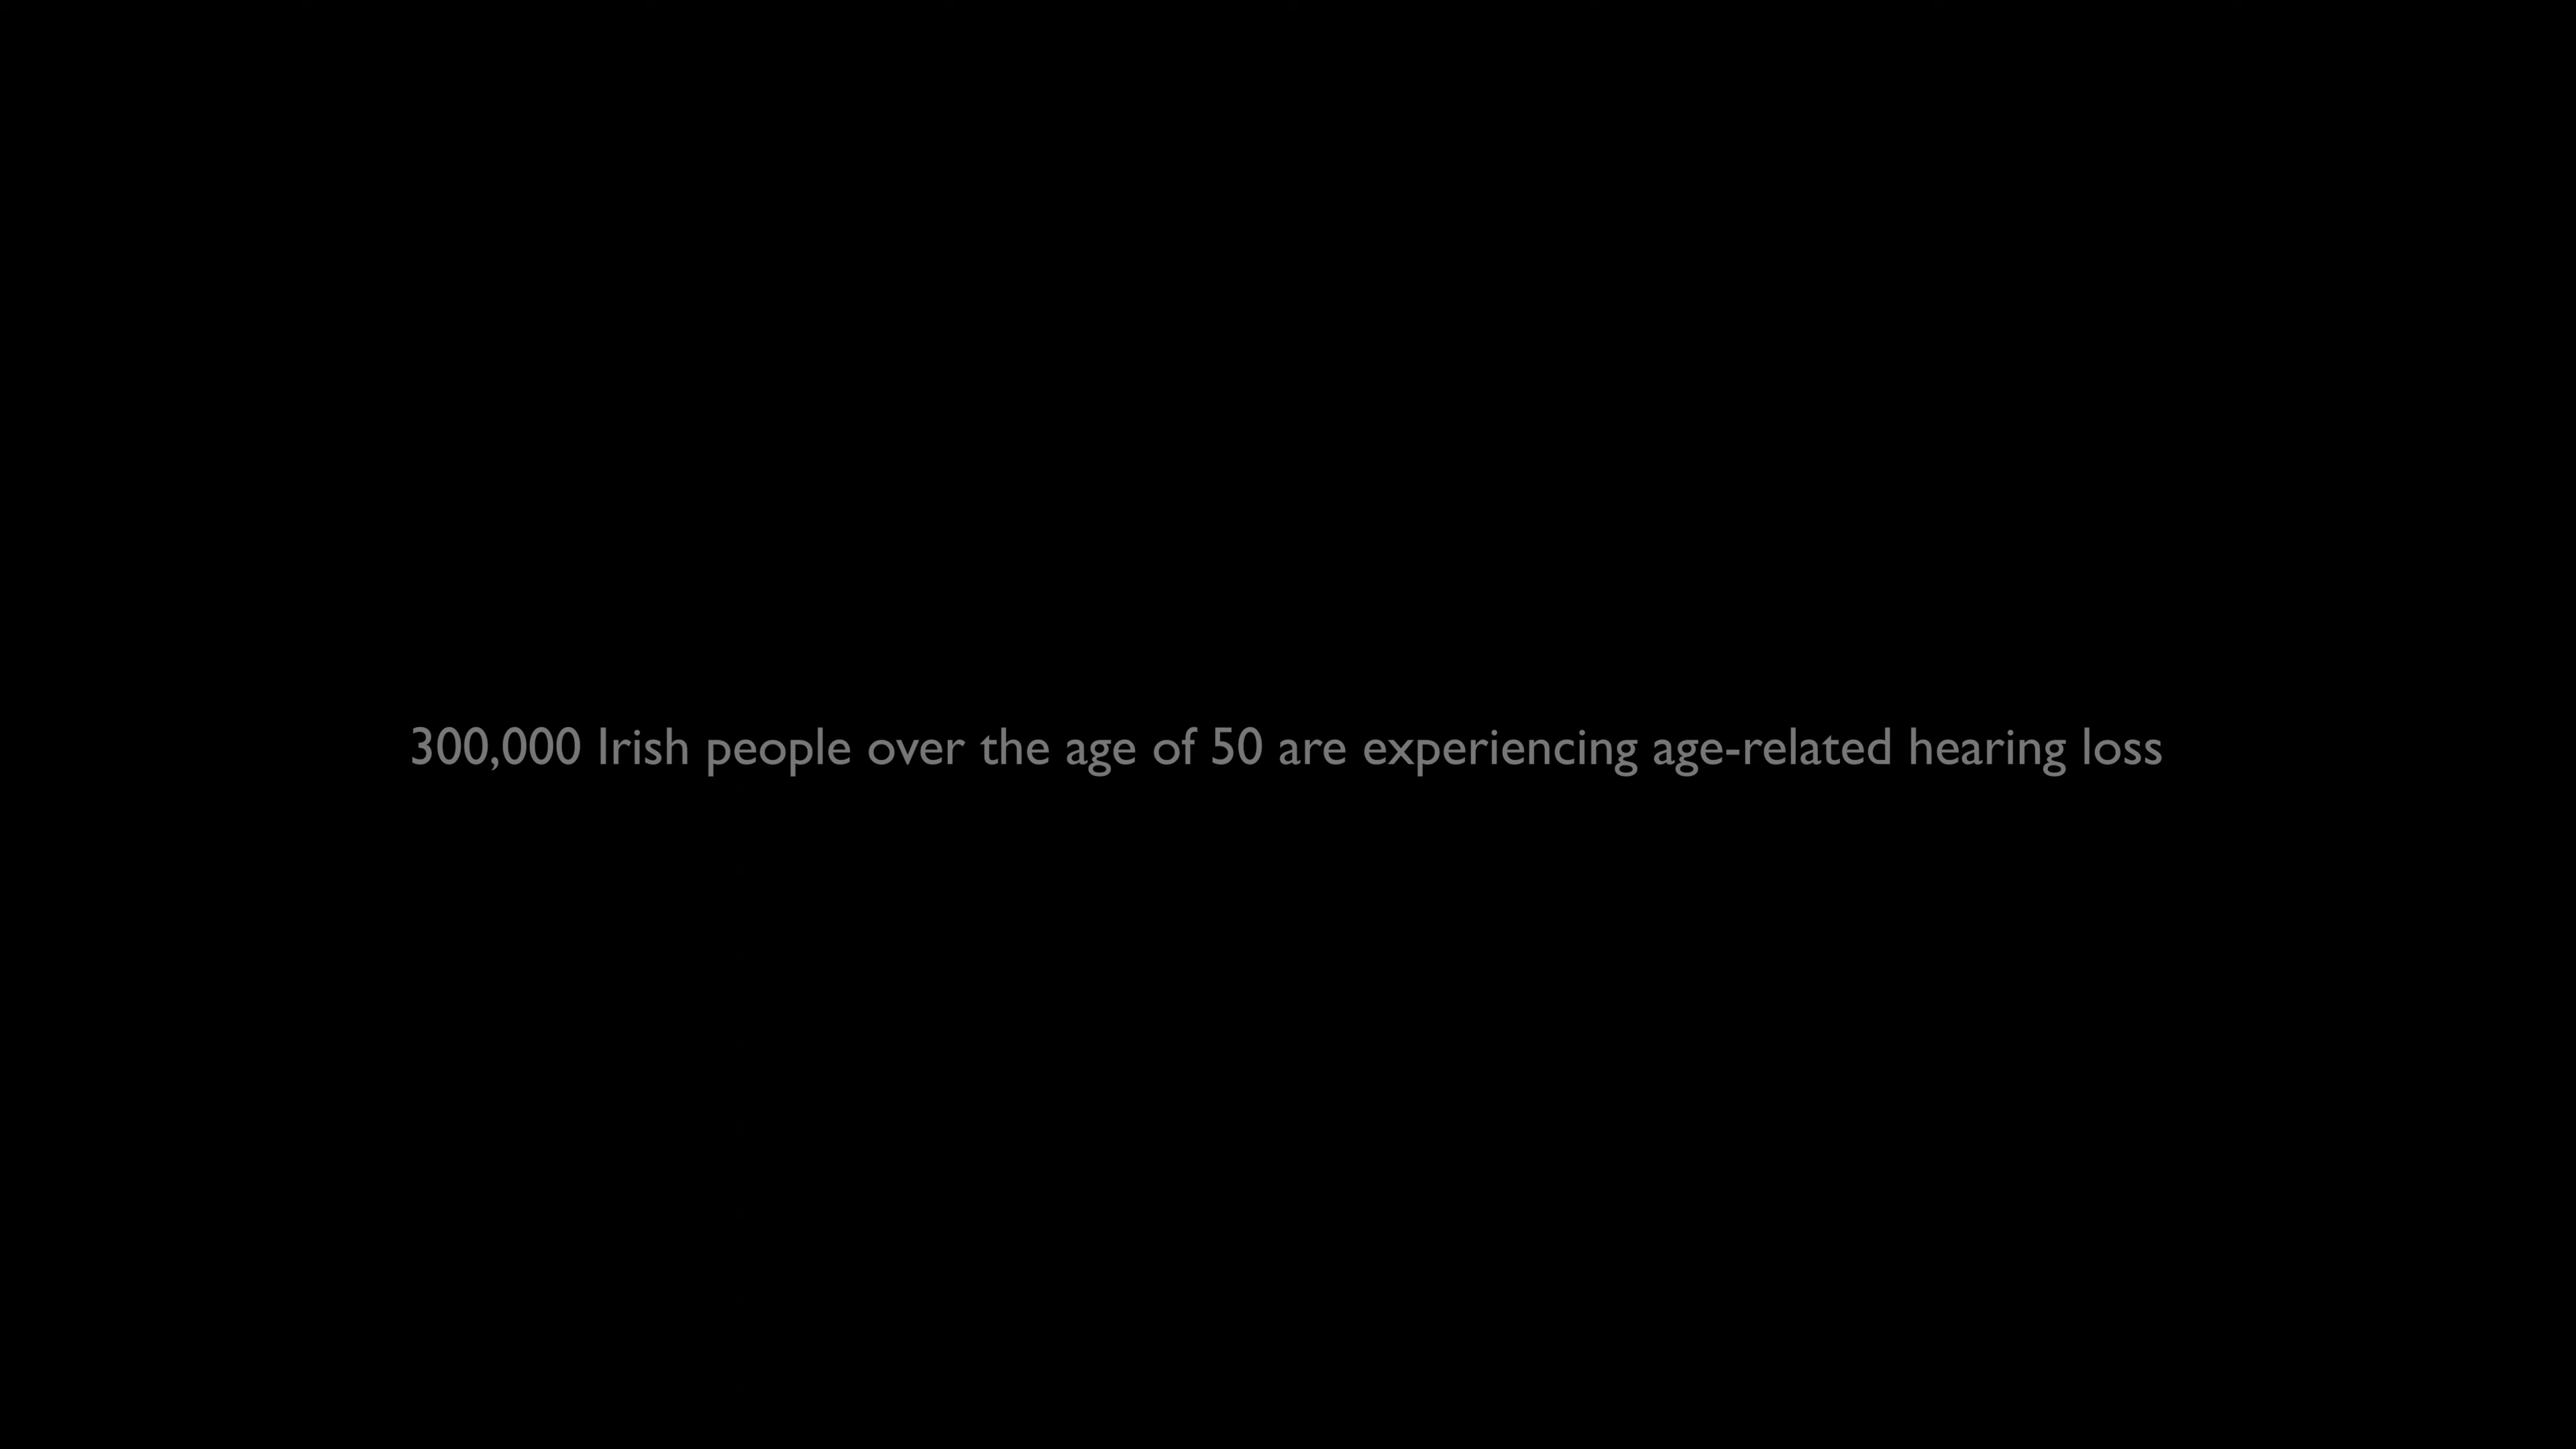 300,000 Irish people over the age of 50 are experiencing age-related hearing loss